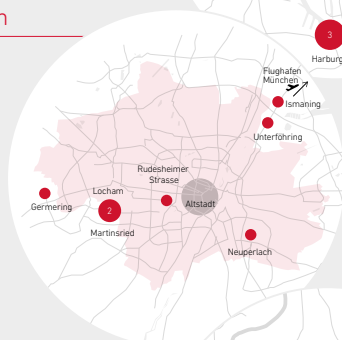 n
3
Harburg
Flughafen
München
Ismaning
Unterföhring
Rudesheimer
Strasse
Locham
Altstadt
Germering
2
Martinsried
Neuperlach